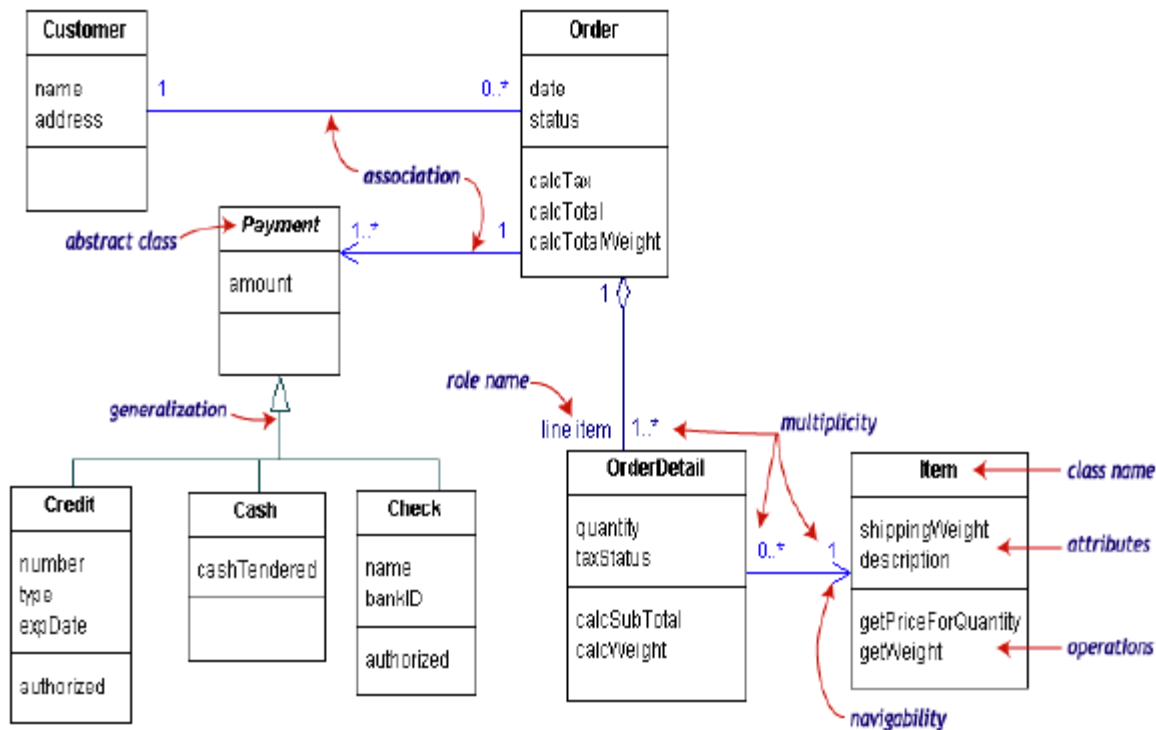 Customer
name
address
1
0..*
association
Order
date
status
calcTax
calcTotal
calcTotalWeight
abstract class
Payment
amount
1..*
1
1
generalization
role name
line item
1..*
multiplicity
Credit
number
type
expDate
authorized
Cash
cashTendered
Check
name
bankID
authorized
OrderDetail
quantity
taxStatus
calcSubTotal
calcWeight
0..*
1
Item
shippingWeight
description
getPriceForQuantity
getWeight
class name
attributes
operations
navigability